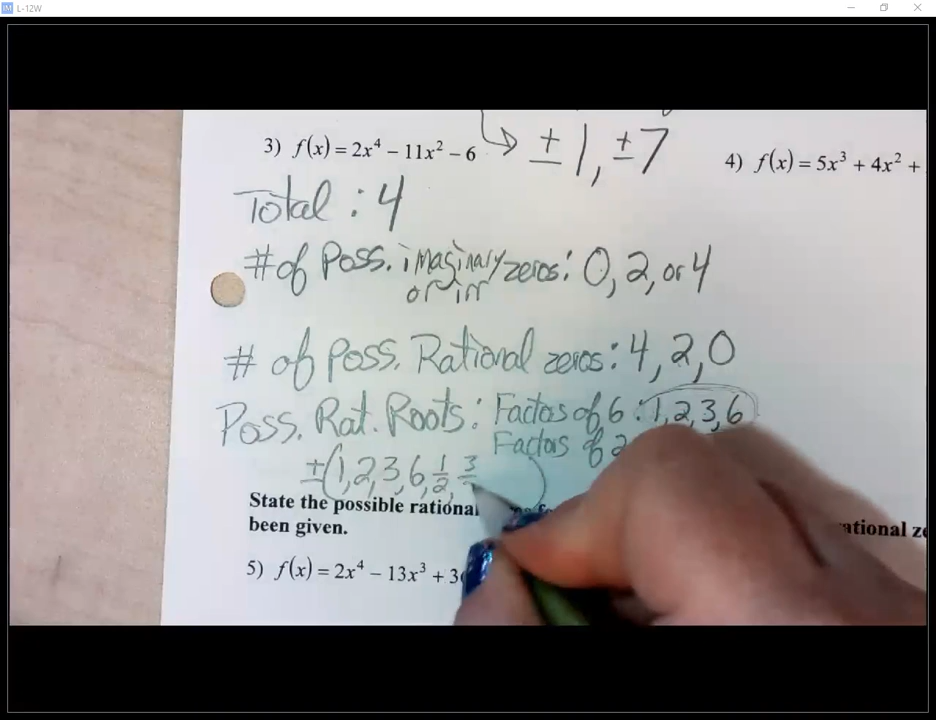 L-12W
3) f(x) = 2x⁴ – 11x² – 6
± 1, ± 7
4) f(x) = 5x³ + 4x² +
Total : 4
# of Poss. imaginary zeros: 0, 2, or 4
or irr
# of Poss. Rational zeros: 4, 2, 0
Poss. Rat. Roots: Factors of 6 : 1, 2, 3, 6
Factors of 2
±(1, 2, 3, 6, 1/2, 3
State the possible rational
rational
been given.
5) f(x) = 2x⁴ – 13x³ + 3